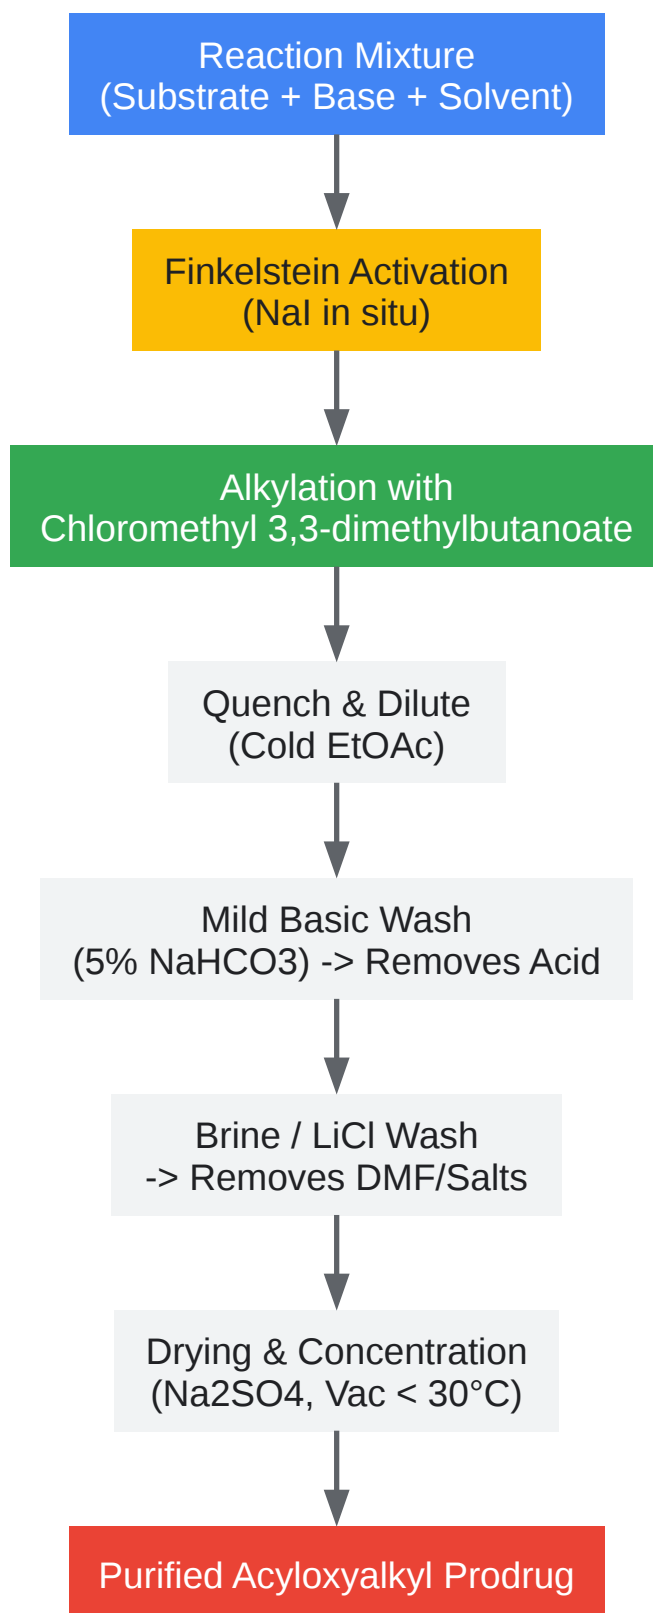 Reaction Mixture
(Substrate + Base + Solvent)
Finkelstein Activation
(NaI in situ)
Alkylation with
Chloromethyl 3,3-dimethylbutanoate
Quench & Dilute
(Cold EtOAc)
Mild Basic Wash
(5% NaHCO3) -> Removes Acid
Brine / LiCl Wash
-> Removes DMF/Salts
Drying & Concentration
(Na2SO4, Vac < 30°C)
Purified Acyloxyalkyl Prodrug